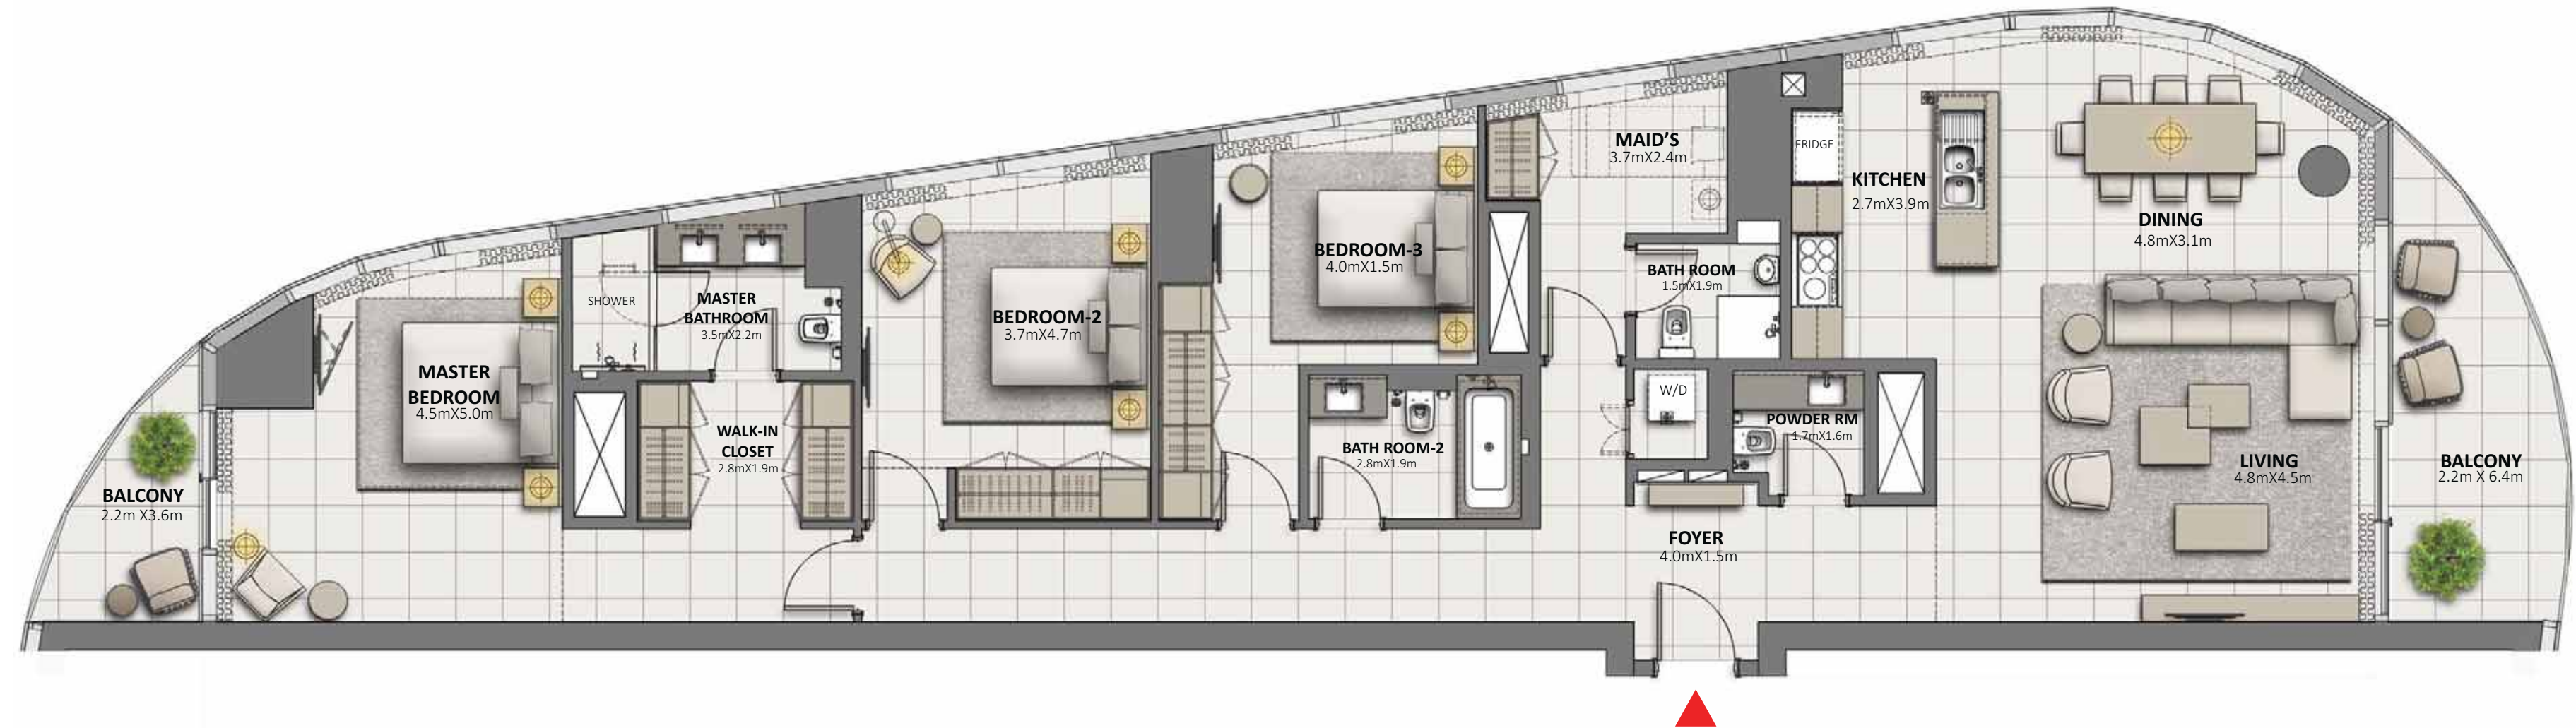 BALCONY
2.2m X3.6m
MASTER
BEDROOM
4.5mX5.0m
SHOWER
MASTER
BATHROOM
3.5mX2.2m
WALK-IN
CLOSET
2.8mX1.9m
BEDROOM-2
3.7mX4.7m
BEDROOM-3
4.0mX1.5m
BATH ROOM-2
2.8mX1.9m
MAID'S
3.7mX2.4m
BATH ROOM
1.5mX1.9m
W/D
POWDER RM
1.7mX1.6m
FOYER
4.0mX1.5m
FRIDGE
KITCHEN
2.7mX3.9m
DINING
4.8mX3.1m
LIVING
4.8mX4.5m
BALCONY
2.2m X 6.4m